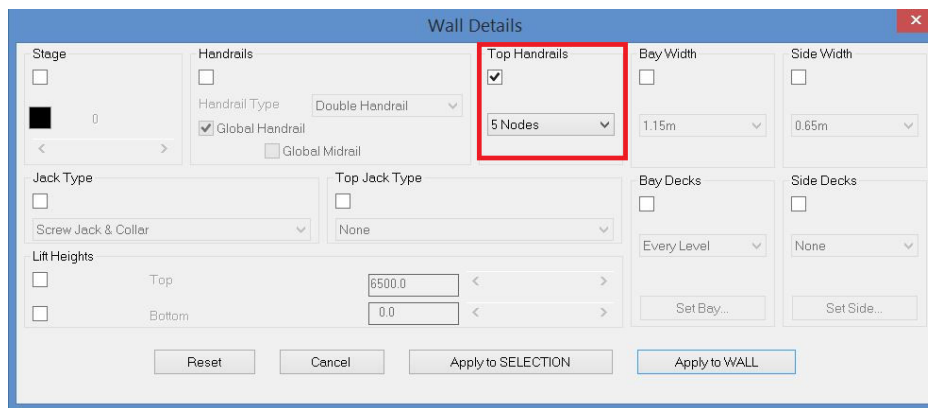 Wall Details
Stage
Handrails
Top Handrails
Bay Width
Side Width
Handrail Type
Double Handrail
5 Nodes
1.15m
0.65m
0
Global Handrail
Global Midrail
Jack Type
Top Jack Type
Bay Decks
Side Decks
Screw Jack & Collar
None
Every Level
None
Lift Heights
Top
6500.0
Bottom
0.0
Set Bay...
Set Side...
Reset
Cancel
Apply to SELECTION
Apply to WALL